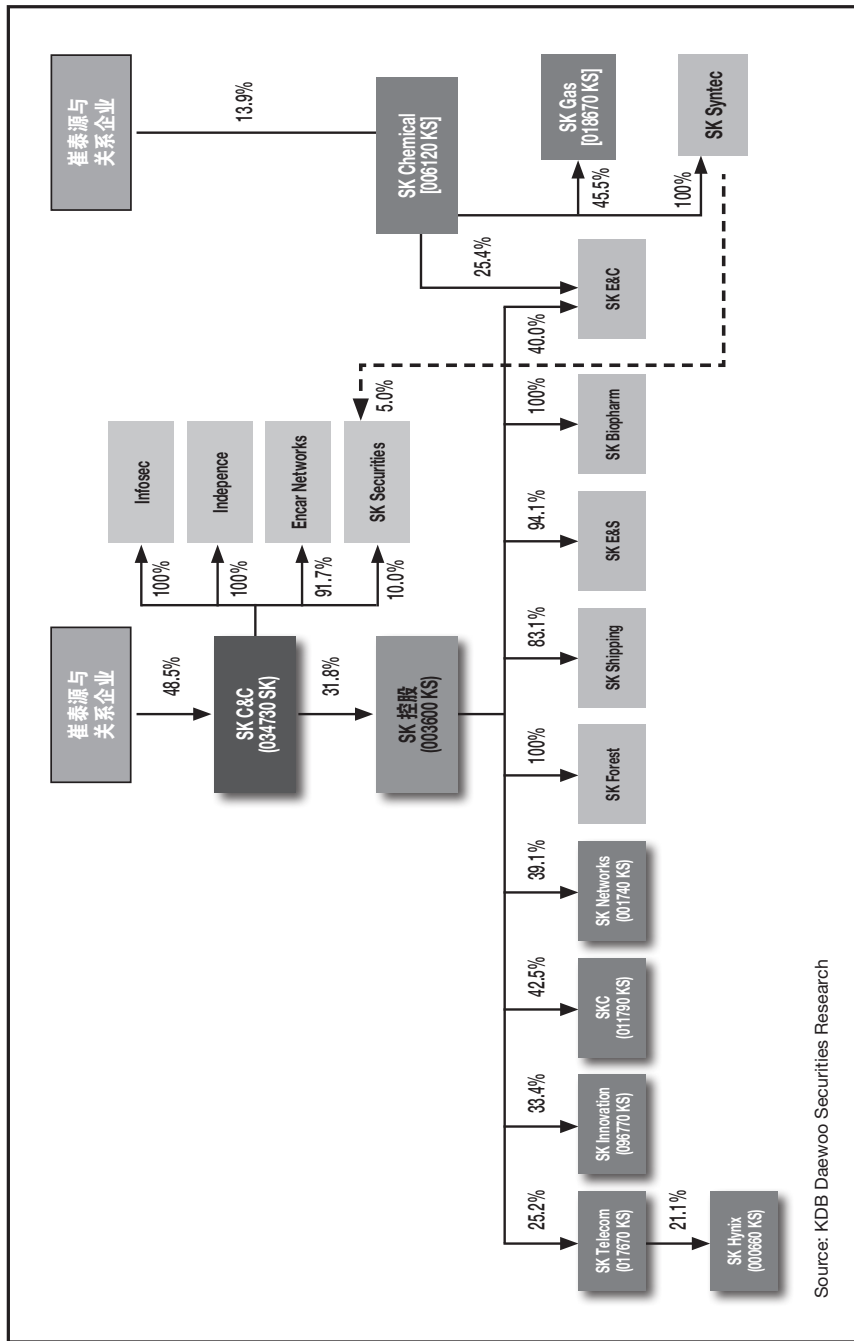 崔泰源与
关系企业
崔泰源与
关系企业
48.5%
13.9%
SK C&C
(034730 SK)
100%
Infosec
100%
Indepence
91.7%
Encar Networks
10.0%
SK Securities
5.0%
SK Chemical
[006120 KS]
31.8%
SK 控股
(003600 KS)
25.4%
45.5%
SK Gas
[018670 KS]
100%
SK Syntec
25.2%
33.4%
42.5%
39.1%
100%
83.1%
94.1%
100%
40.0%
SK Telecom
(017670 KS)
SK Innovation
(096770 KS)
SKC
(011790 KS)
SK Networks
(001740 KS)
SK Forest
SK Shipping
SK E&S
SK Biopharm
SK E&C
21.1%
SK Hynix
(000660 KS)
Source: KDB Daewoo Securities Research